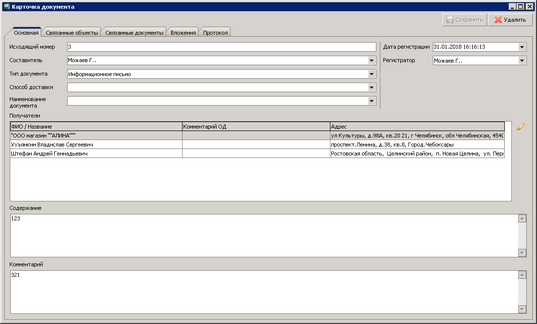 Карточка документа
Сохранить Удалить
Основная Связанные объекты Связанные документы Вложения Протокол
Исходящий номер 3 Дата регистрации 31.01.2018 16:16:13
Составитель Можаев Г.. Регистратор Можаев Г..
Тип документа Информационное письмо
Способ доставки
Наименование
документа
Получатели
ФИО / Название Комментарий ОД Адрес
"ООО магазин ""АЛИНА""" ул Культуры, д.98А, кв.20 21, г Челябинск, обл Челябинская, 454
Ухъянкин Владислав Сергеевич проспект.Ленина, д.38, кв.8, Город.Чебоксары
Штефан Андрей Геннадьевич Ростовская область, Целинский район, п. Новая Целина, ул. Пер
Содержание
123
Комментарий
321